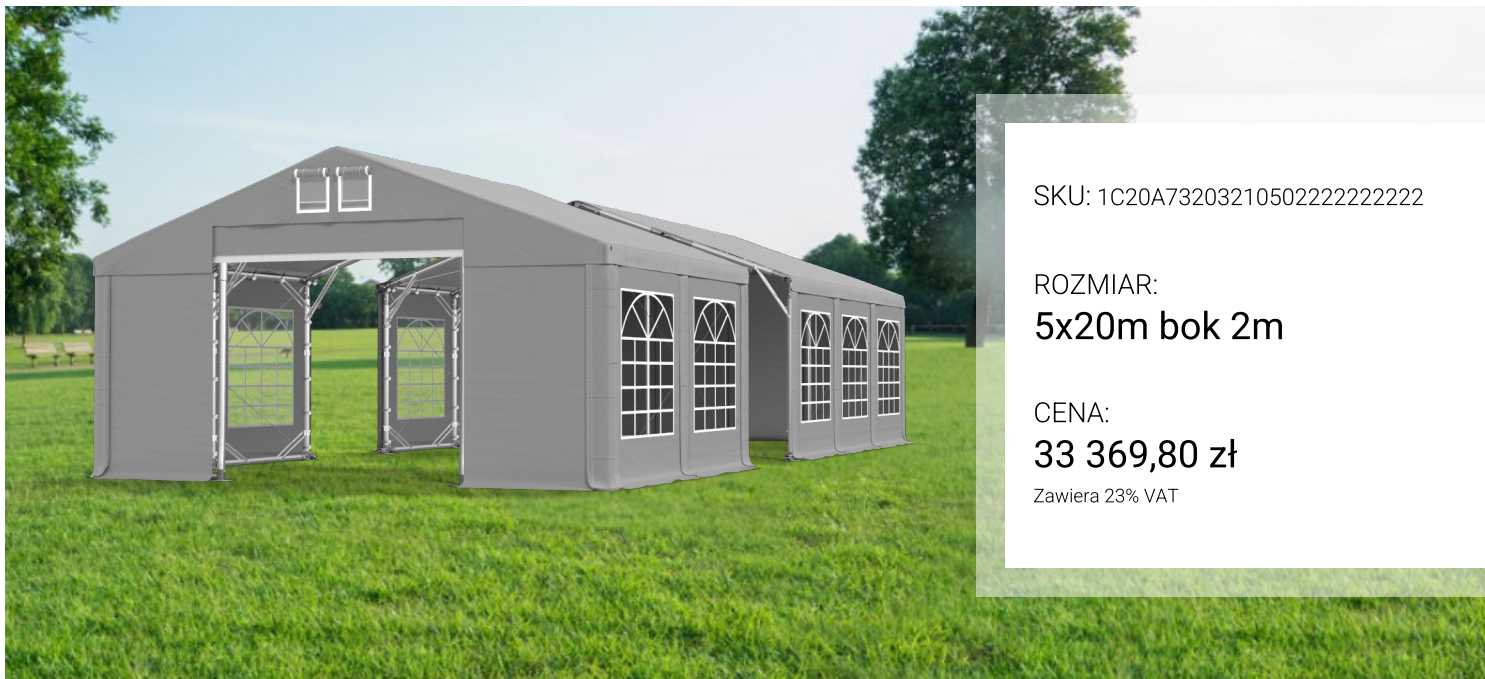 SKU: 1C20A73203210502222222222
ROZMIAR:
5x20m bok 2m
CENA:
33 369,80 zł
Zawiera 23% VAT